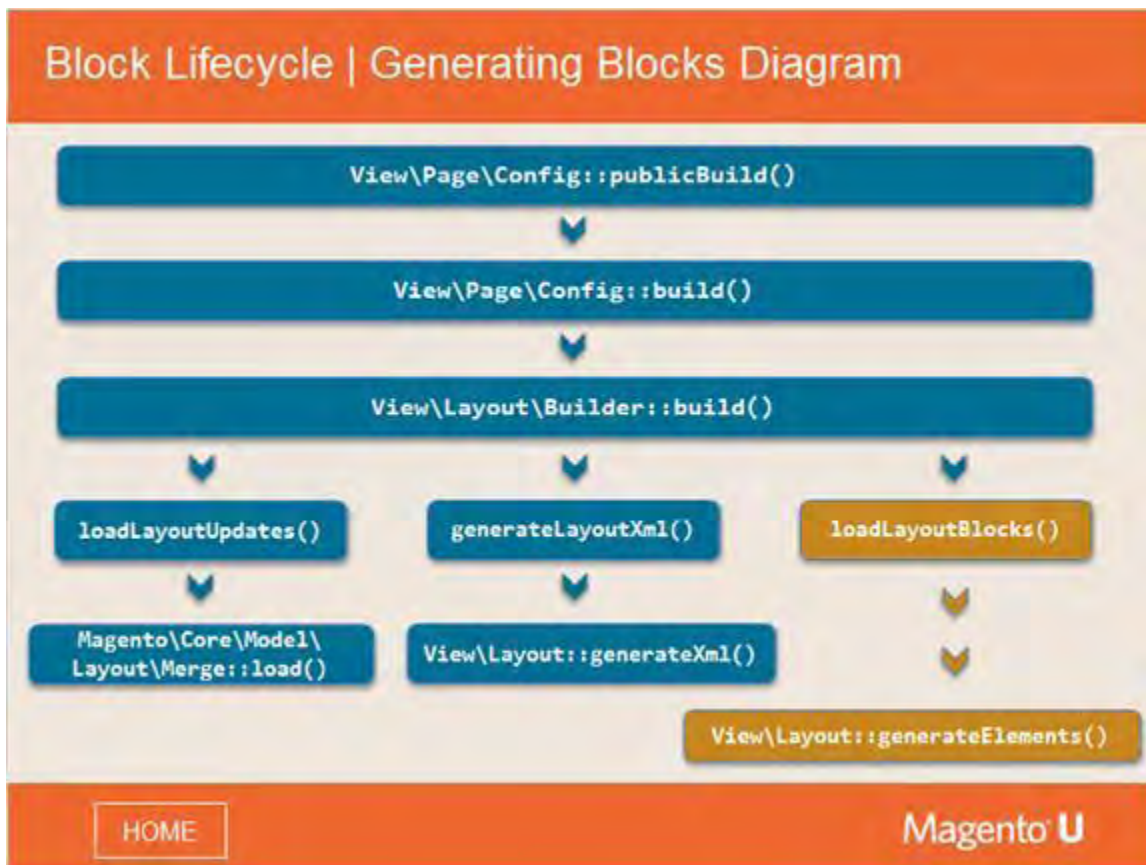 Block Lifecycle | Generating Blocks Diagram
View\Page\Config::publicBuild()
View\Page\Config::build()
View\Layout\Builder::build()
loadLayoutUpdates()
generateLayoutXml()
loadLayoutBlocks()
Magento\Core\Model\
Layout\Merge::load()
View\Layout::generateXml()
View\Layout::generateElements()
HOME
Magento U